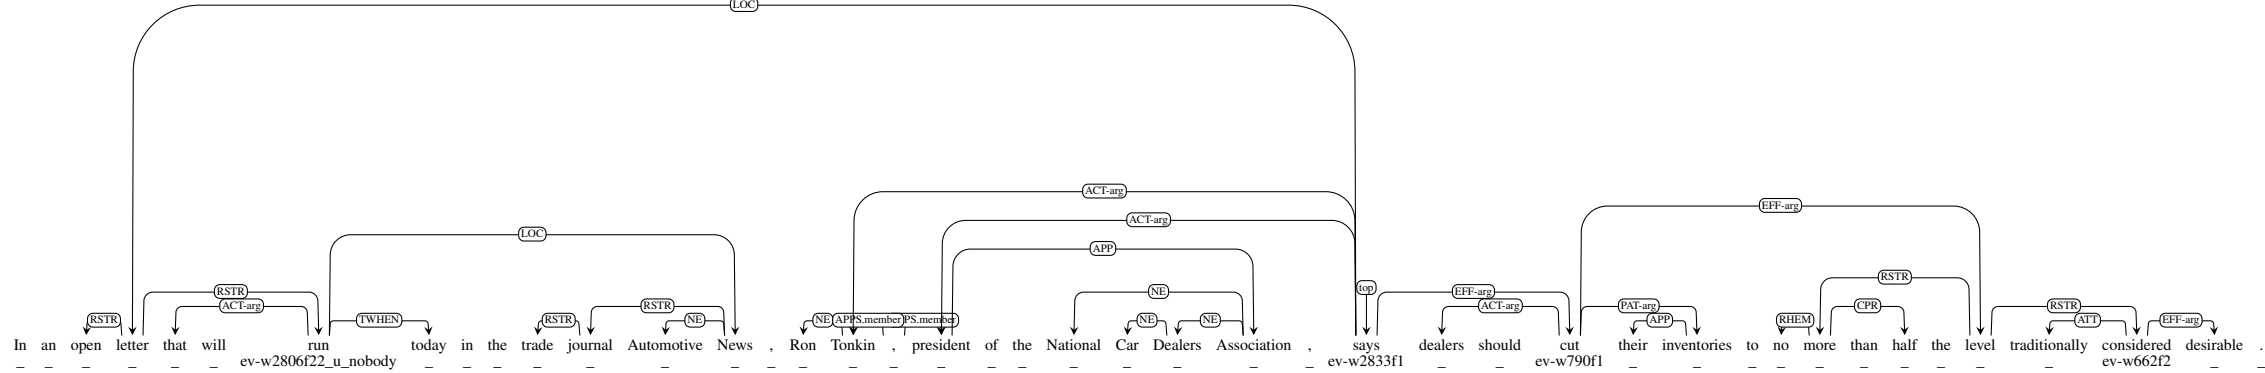 LOC
ACT-arg
EFF-arg
ACT-arg
LOC
APP
RSTR
top
RSTR NE EFF-arg
ACT-arg RSTR ACT-arg PAT-arg CPR RSTR
RSTR TWHEN RSTR NE NE APPS.member PS.member NE NE APP RHEM ATT EFF-arg
In an open letter that will run today in the trade journal Automotive News , Ron Tonkin , president of the National Car Dealers Association , says dealers should cut their inventories to no more than half the level traditionally considered desirable .
_ _ _ _ _ _ ev-w2806f22_u_nobody _ _ _ _ _ _ _ _ _ _ _ _ _ _ _ _ _ _ _ ev-w2833f1 _ _ ev-w790f1 _ _ _ _ _ _ _ _ _ _ ev-w662f2 _ _